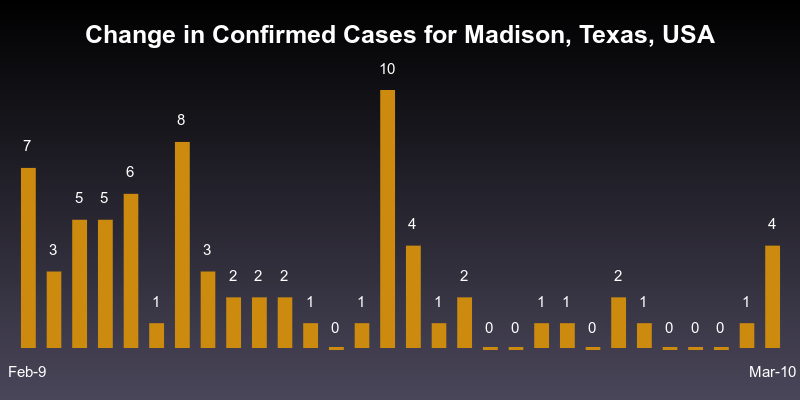 Change in Confirmed Cases for Madison, Texas, USA
7 3 5 5 6 1 8 3 2 2 2 1 0 1 10 4 1 2 0 0 1 1 0 2 1 0 0 0 1 4
Feb-9 Mar-10